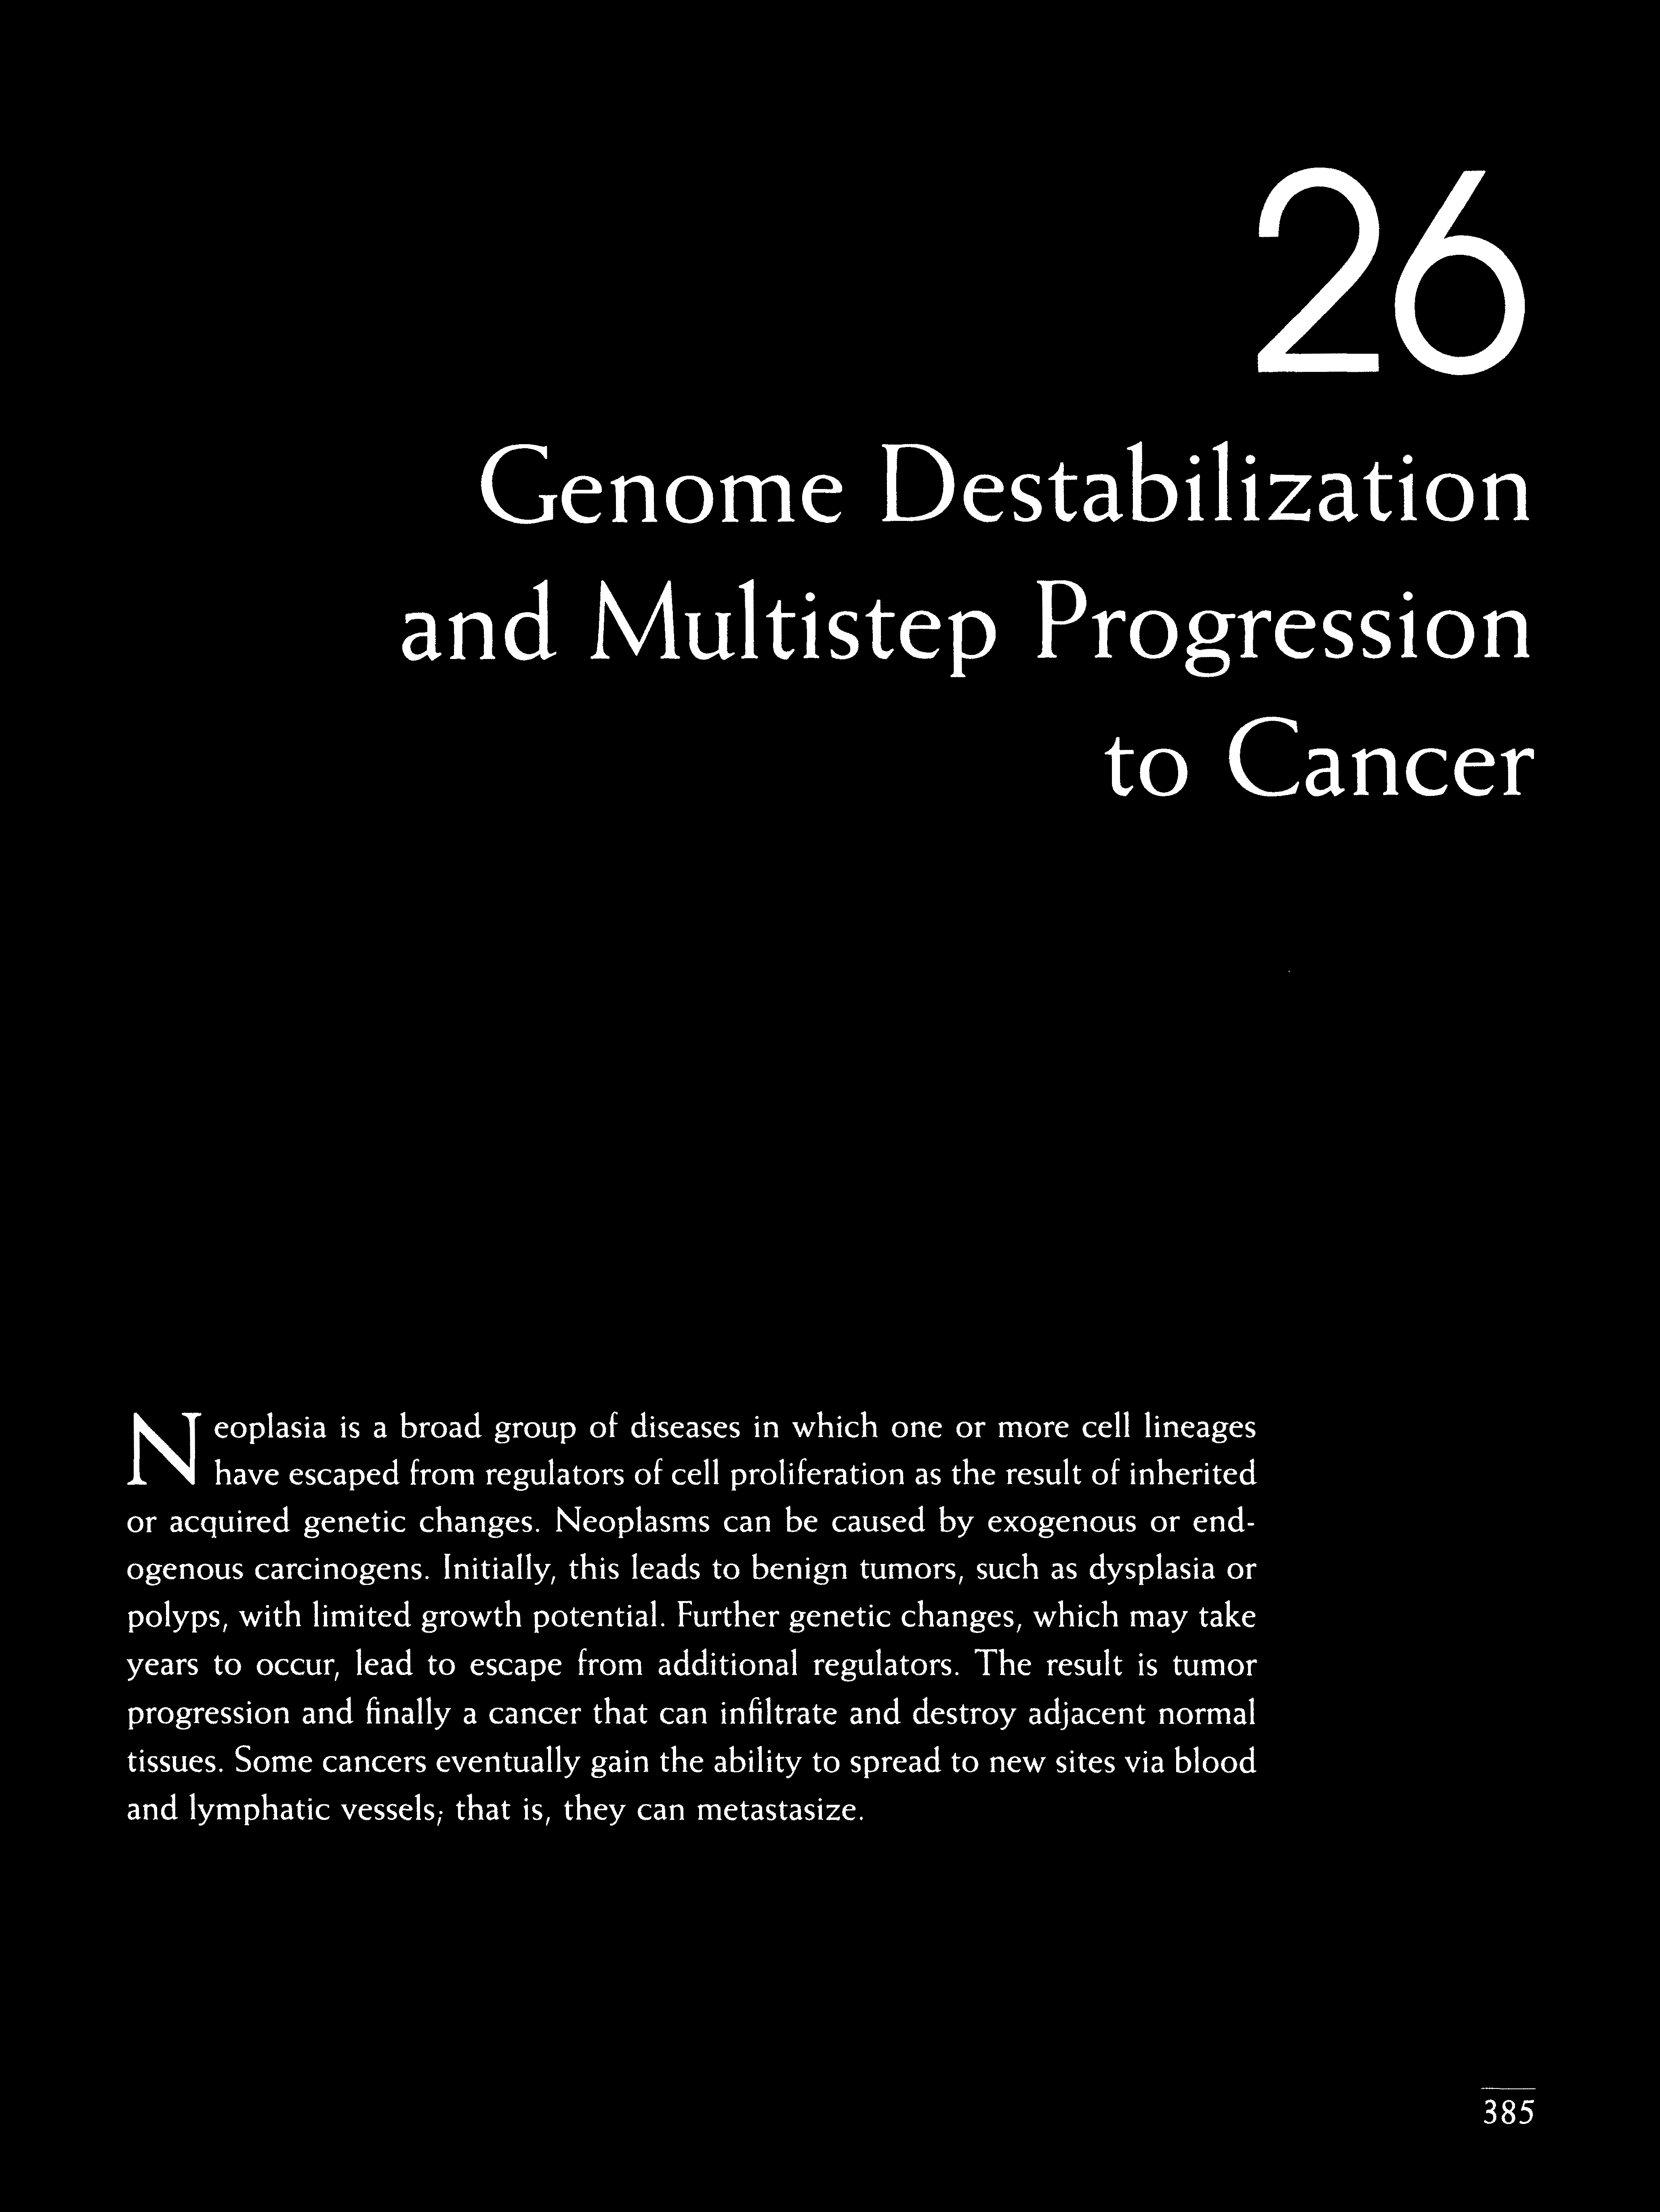 26
Genome Destabilization
and Multistep Progression
to Cancer
Neoplasia is a broad group of diseases in which one or more cell lineages
have escaped from regulators of cell proliferation as the result of inherited
or acquired genetic changes. Neoplasms can be caused by exogenous or end-
ogenous carcinogens. Initially, this leads to benign tumors, such as dysplasia or
polyps, with limited growth potential. Further genetic changes, which may take
years to occur, lead to escape from additional regulators. The result is tumor
progression and finally a cancer that can infiltrate and destroy adjacent normal
tissues. Some cancers eventually gain the ability to spread to new sites via blood
and lymphatic vessels; that is, they can metastasize.
385